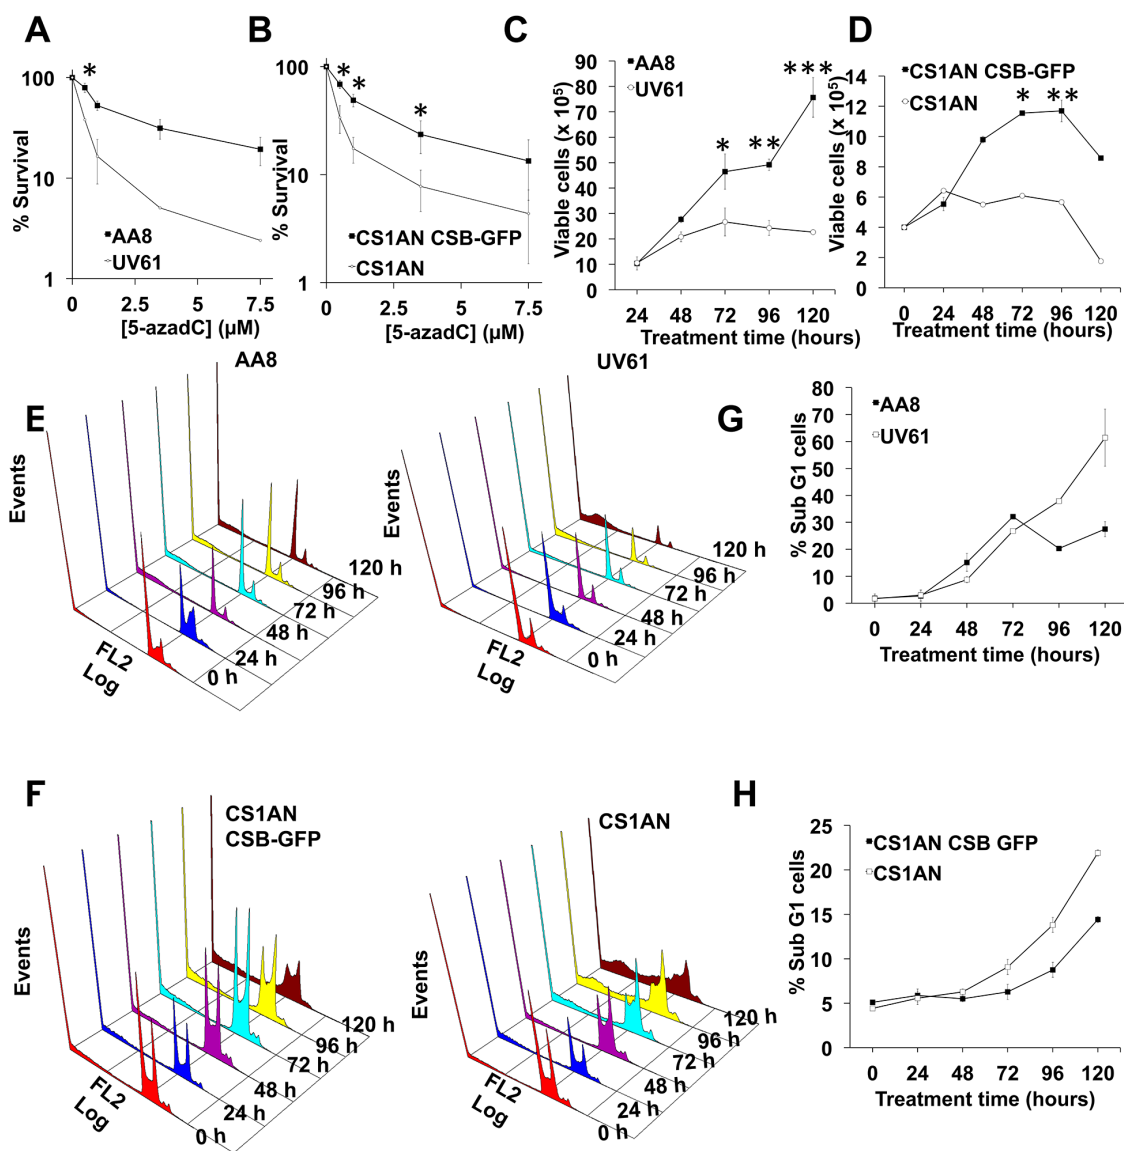 A
% Survival
100
10
1
*
AA8
UV61
0
2.5
5
7.5
[5-azadC] (µM)
B
% Survival
100
10
1
*
*
*
CS1AN CSB-GFP
CS1AN
0
2.5
5
7.5
[5-azadC] (µM)
C
Viable cells (x 10⁵)
90
80
70
60
50
40
30
20
10
0
AA8
UV61
*
**
***
24 48 72 96 120
Treatment time (hours)
D
Viable cells (x 10⁵)
14
12
10
8
6
4
2
0
CS1AN CSB-GFP
CS1AN
*
**
0 24 48 72 96 120
Treatment time (hours)
E
AA8
Events
FL2
Log
0 h
24 h
48 h
72 h
96 h
120 h
UV61
Events
FL2
Log
0 h
24 h
48 h
72 h
96 h
120 h
G
% Sub G1 cells
80
70
60
50
40
30
20
10
0
AA8
UV61
0 24 48 72 96 120
Treatment time (hours)
F
CS1AN
CSB-GFP
Events
FL2
Log
0 h
24 h
48 h
72 h
96 h
120 h
CS1AN
Events
FL2
Log
0 h
24 h
48 h
72 h
96 h
120 h
H
% Sub G1 cells
25
20
15
10
5
0
CS1AN CSB GFP
CS1AN
0 24 48 72 96 120
Treatment time (hours)